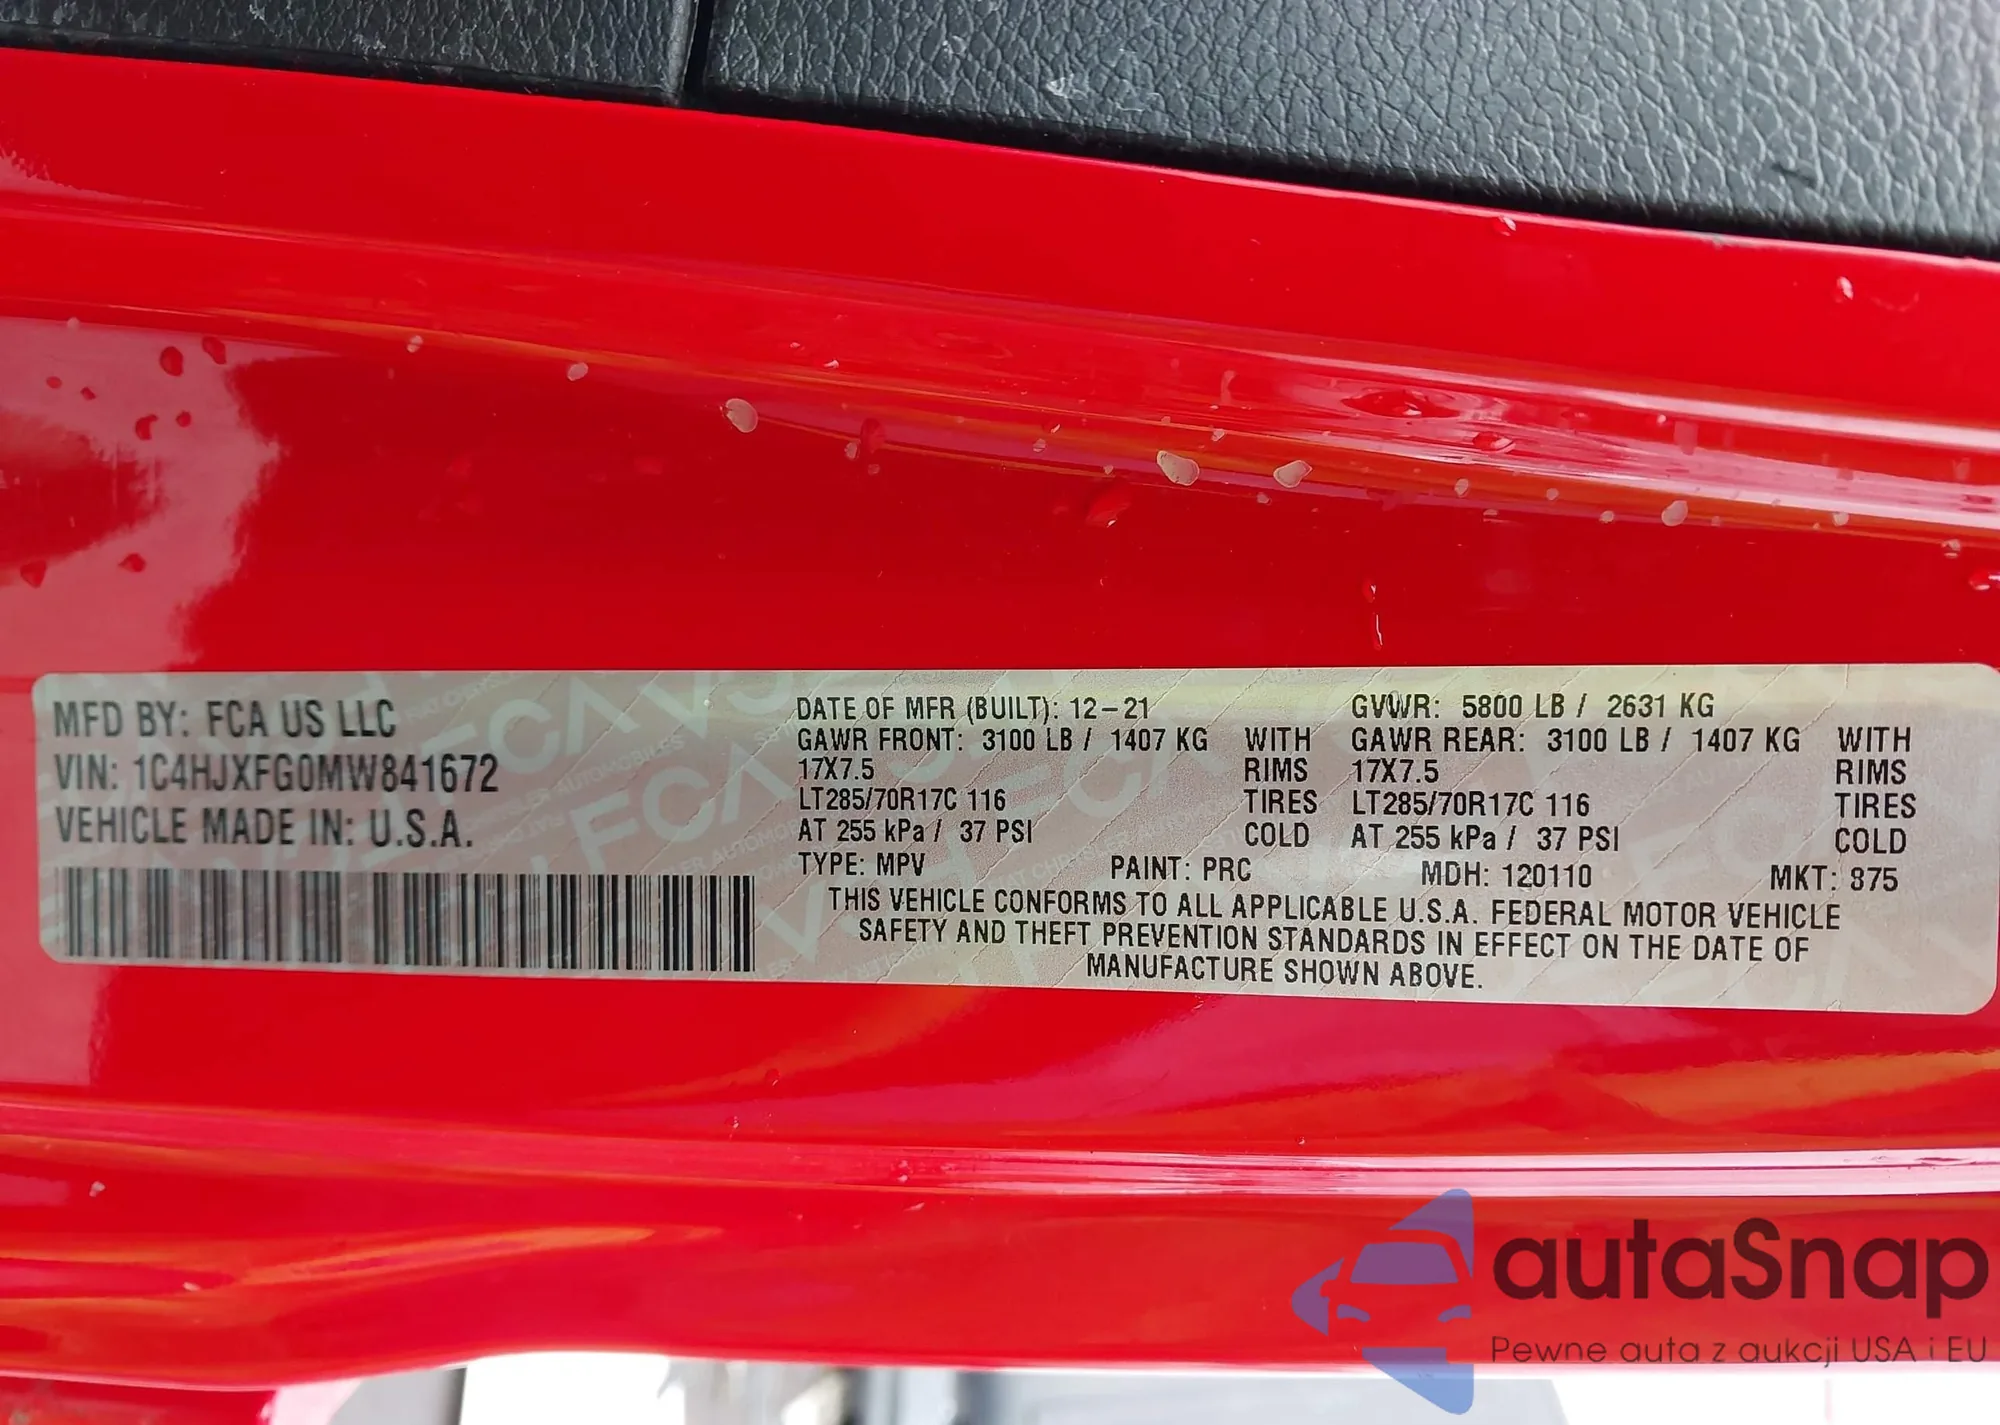 MFD BY: FCA US LLC
VIN: 1C4HJXFG0MW841672
VEHICLE MADE IN: U.S.A.
DATE OF MFR (BUILT): 12-21 GVWR: 5800 LB / 2631 KG
GAWR FRONT: 3100 LB / 1407 KG WITH GAWR REAR: 3100 LB / 1407 KG WITH
17X7.5 RIMS 17X7.5 RIMS
LT285/70R17C 116 TIRES LT285/70R17C 116 TIRES
AT 255 kPa / 37 PSI COLD AT 255 kPa / 37 PSI COLD
TYPE: MPV PAINT: PRC MDH: 120110 MKT: 875
THIS VEHICLE CONFORMS TO ALL APPLICABLE U.S.A. FEDERAL MOTOR VEHICLE
SAFETY AND THEFT PREVENTION STANDARDS IN EFFECT ON THE DATE OF
MANUFACTURE SHOWN ABOVE.
autaSnap
Pewne auta z aukcji USA i EU